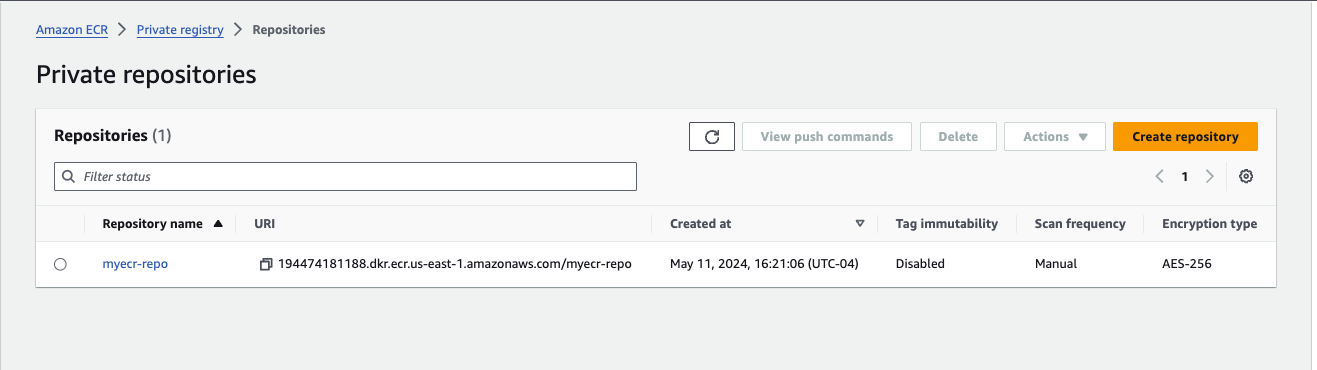 Amazon ECR > Private registry > Repositories
Private repositories
Repositories (1)
View push commands
Delete
Actions
Create repository
Filter status
1
Repository name URI Created at Tag immutability Scan frequency Encryption type
myecr-repo 194474181188.dkr.ecr.us-east-1.amazonaws.com/myecr-repo May 11, 2024, 16:21:06 (UTC-04) Disabled Manual AES-256